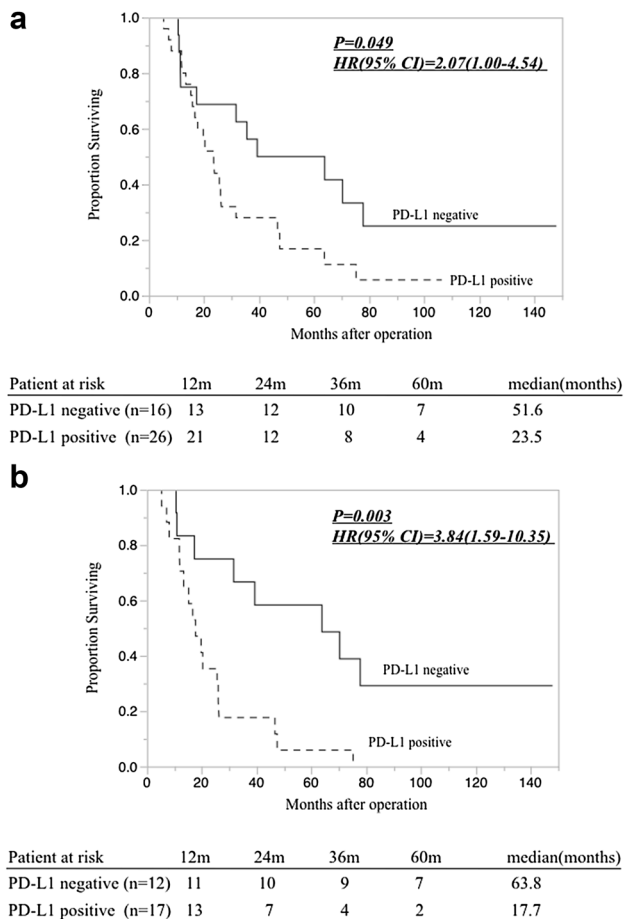 a
1.0
0.8
0.6
0.4
0.2
0.0
Proportion Surviving
P=0.049
HR(95% CI)=2.07(1.00-4.54)
PD-L1 negative
PD-L1 positive
0 20 40 60 80 100 120 140
Months after operation
Patient at risk 12m 24m 36m 60m median(months)
PD-L1 negative (n=16) 13 12 10 7 51.6
PD-L1 positive (n=26) 21 12 8 4 23.5
b
1.0
0.8
0.6
0.4
0.2
0.0
Proportion Surviving
P=0.003
HR(95% CI)=3.84(1.59-10.35)
PD-L1 negative
PD-L1 positive
0 20 40 60 80 100 120 140
Months after operation
Patient at risk 12m 24m 36m 60m median(months)
PD-L1 negative (n=12) 11 10 9 7 63.8
PD-L1 positive (n=17) 13 7 4 2 17.7